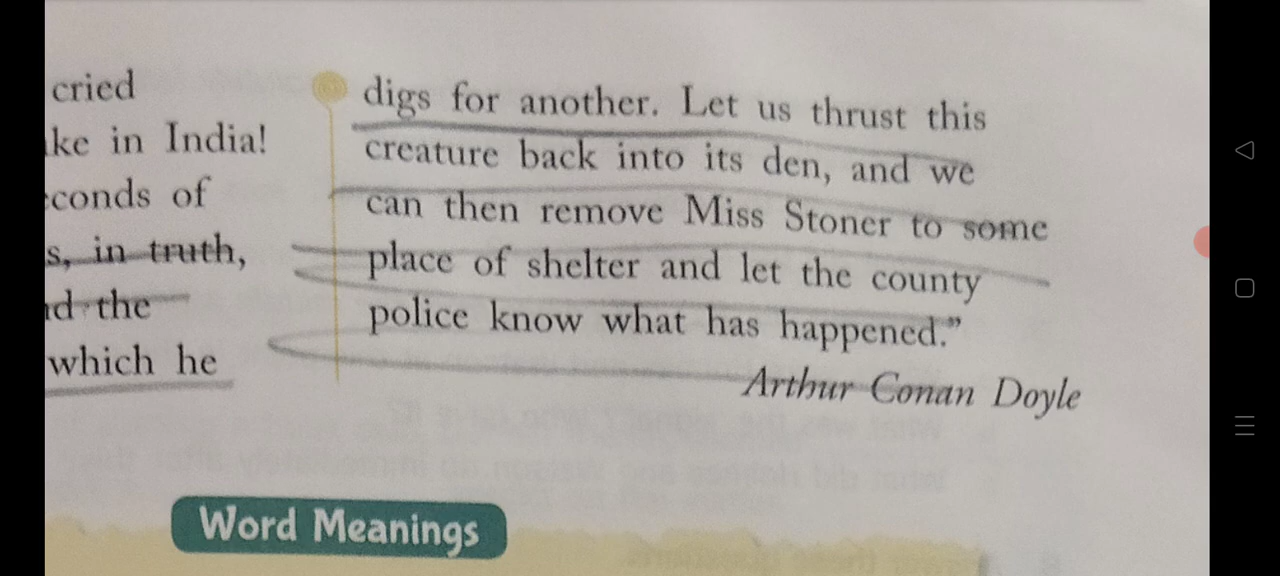 cried
ke in India!
conds of
s, in truth,
d the
which he
digs for another. Let us thrust this
creature back into its den, and we
can then remove Miss Stoner to some
place of shelter and let the county
police know what has happened.”
Arthur Conan Doyle
Word Meanings